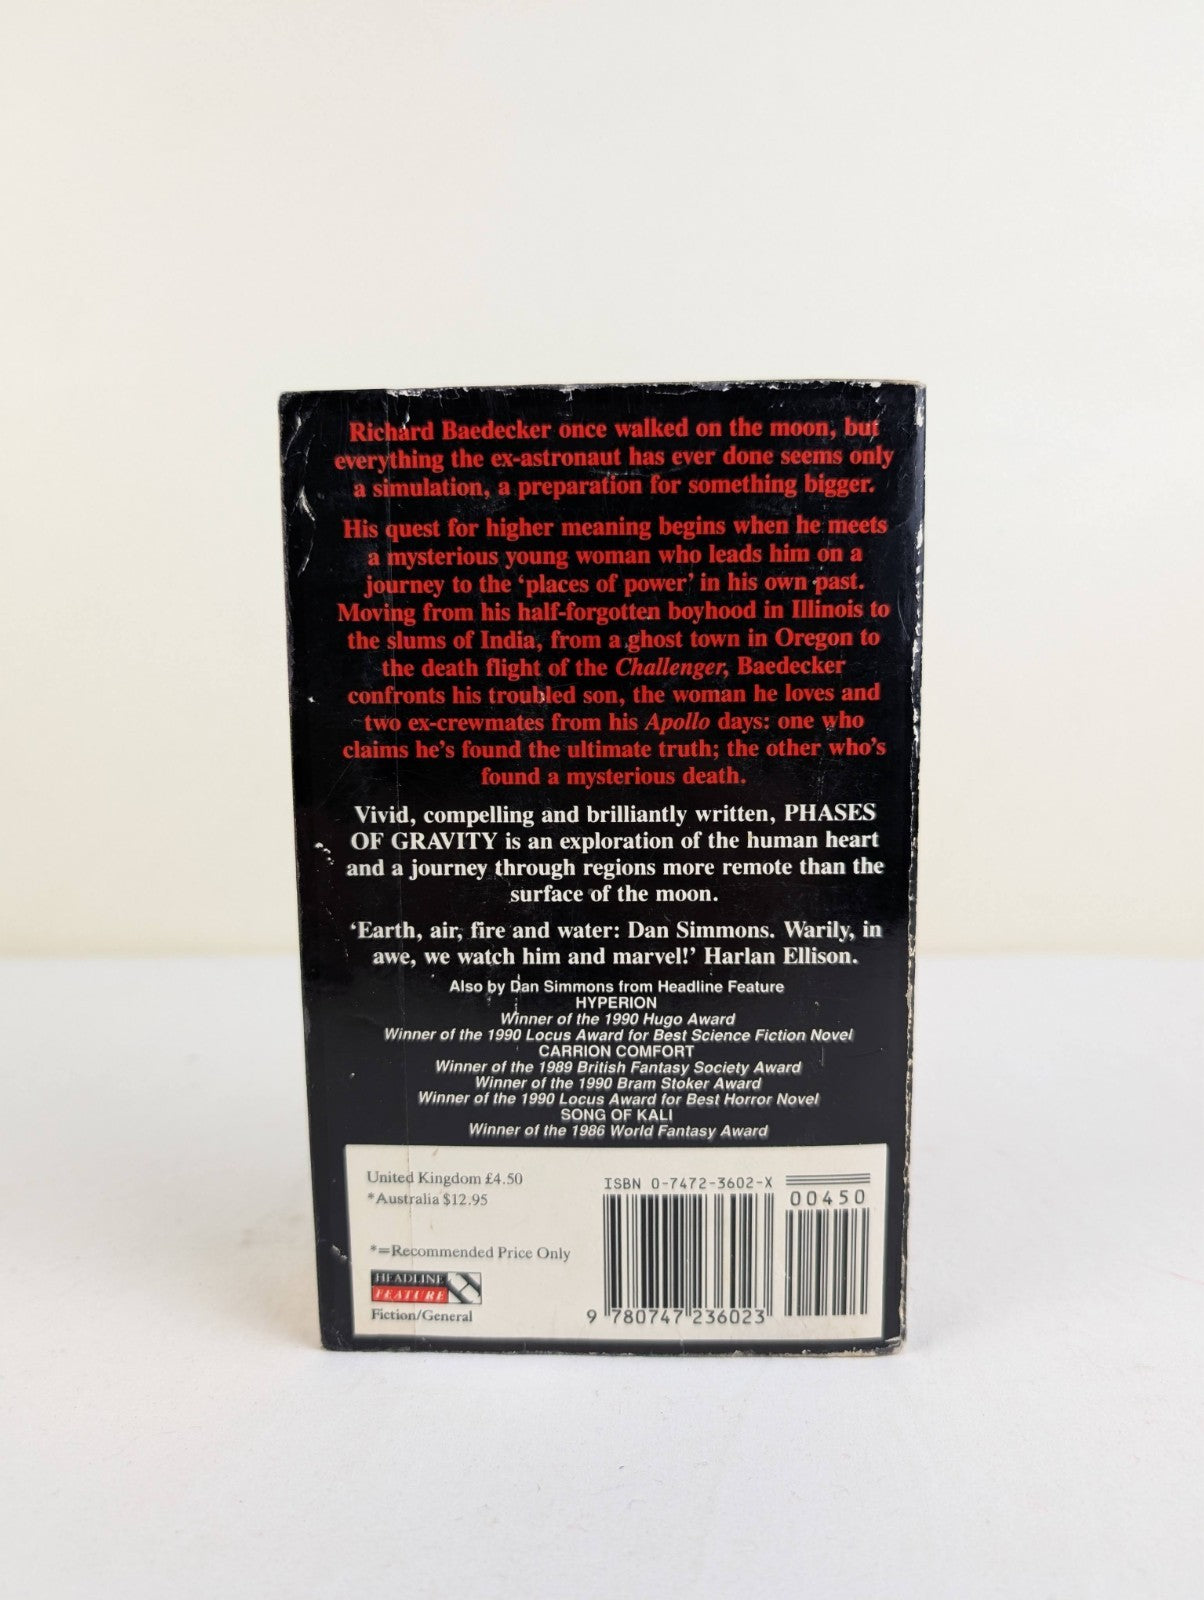 Richard Baedecker once walked on the moon, but
everything the ex-astronaut has ever done seems only
a simulation, a preparation for something bigger.
His quest for higher meaning begins when he meets
a mysterious young woman who leads him on a
journey to the ‘places of power’ in his own past.
Moving from his half-forgotten boyhood in Illinois to
the slums of India, from a ghost town in Oregon to
the death flight of the Challenger, Baedecker
confronts his troubled son, the woman he loves and
two ex-crewmates from his Apollo days: one who
claims he’s found the ultimate truth; the other who’s
found a mysterious death.
Vivid, compelling and brilliantly written, PHASES
OF GRAVITY is an exploration of the human heart
and a journey through regions more remote than the
surface of the moon.
‘Earth, air, fire and water: Dan Simmons. Warily, in
awe, we watch him and marvel!’ Harlan Ellison.
Also by Dan Simmons from Headline Feature
HYPERION
Winner of the 1990 Hugo Award
Winner of the 1990 Locus Award for Best Science Fiction Novel
CARRION COMFORT
Winner of the 1989 British Fantasy Society Award
Winner of the 1990 Bram Stoker Award
Winner of the 1990 Locus Award for Best Horror Novel
SONG OF KALI
Winner of the 1986 World Fantasy Award
United Kingdom £4.50
*Australia $12.95
*=Recommended Price Only
HEADLINE
FEATURE
Fiction/General
ISBN 0-7472-3602-X
00450
9 780747 236023